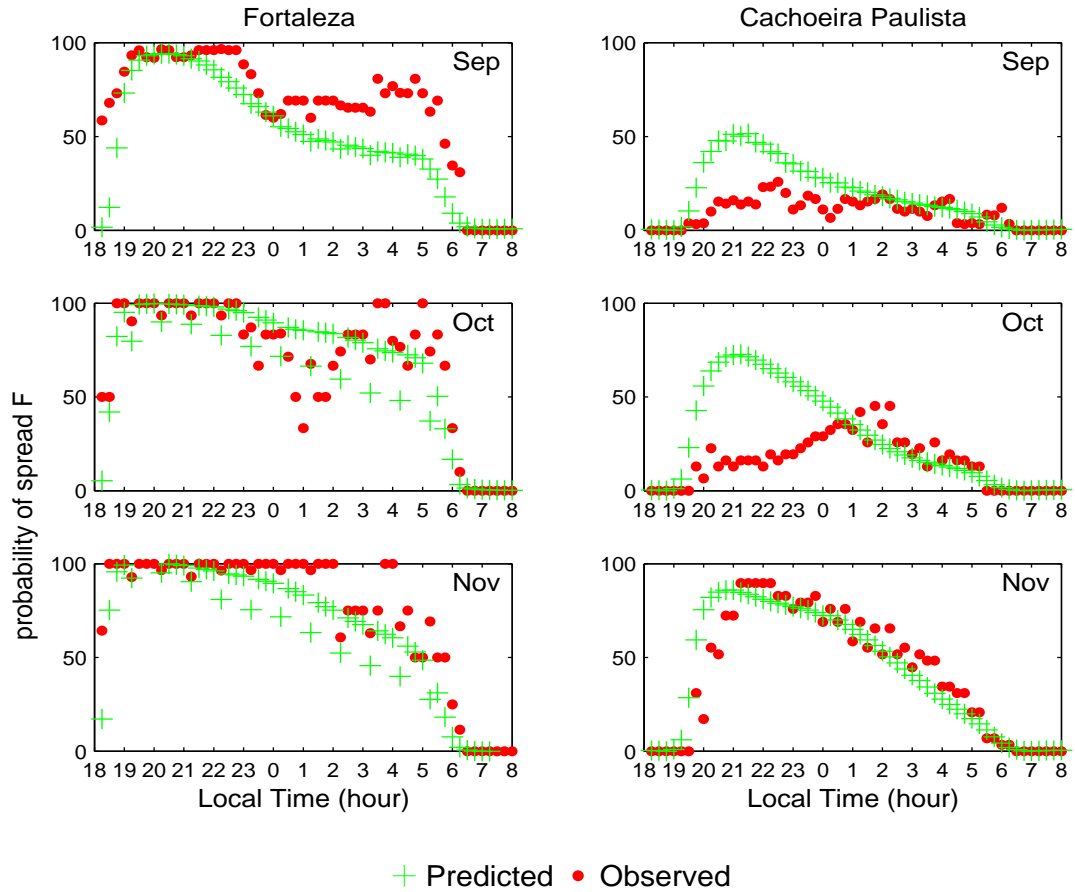 Fortaleza
Cachoeira Paulista
probability of spread F
Sep
100
50
0
18 19 20 21 22 23 0 1 2 3 4 5 6 7 8
Sep
100
50
0
18 19 20 21 22 23 0 1 2 3 4 5 6 7 8
Oct
100
50
0
18 19 20 21 22 23 0 1 2 3 4 5 6 7 8
Oct
100
50
0
18 19 20 21 22 23 0 1 2 3 4 5 6 7 8
Nov
100
50
0
18 19 20 21 22 23 0 1 2 3 4 5 6 7 8
Local Time (hour)
Nov
100
50
0
18 19 20 21 22 23 0 1 2 3 4 5 6 7 8
Local Time (hour)
Predicted Observed